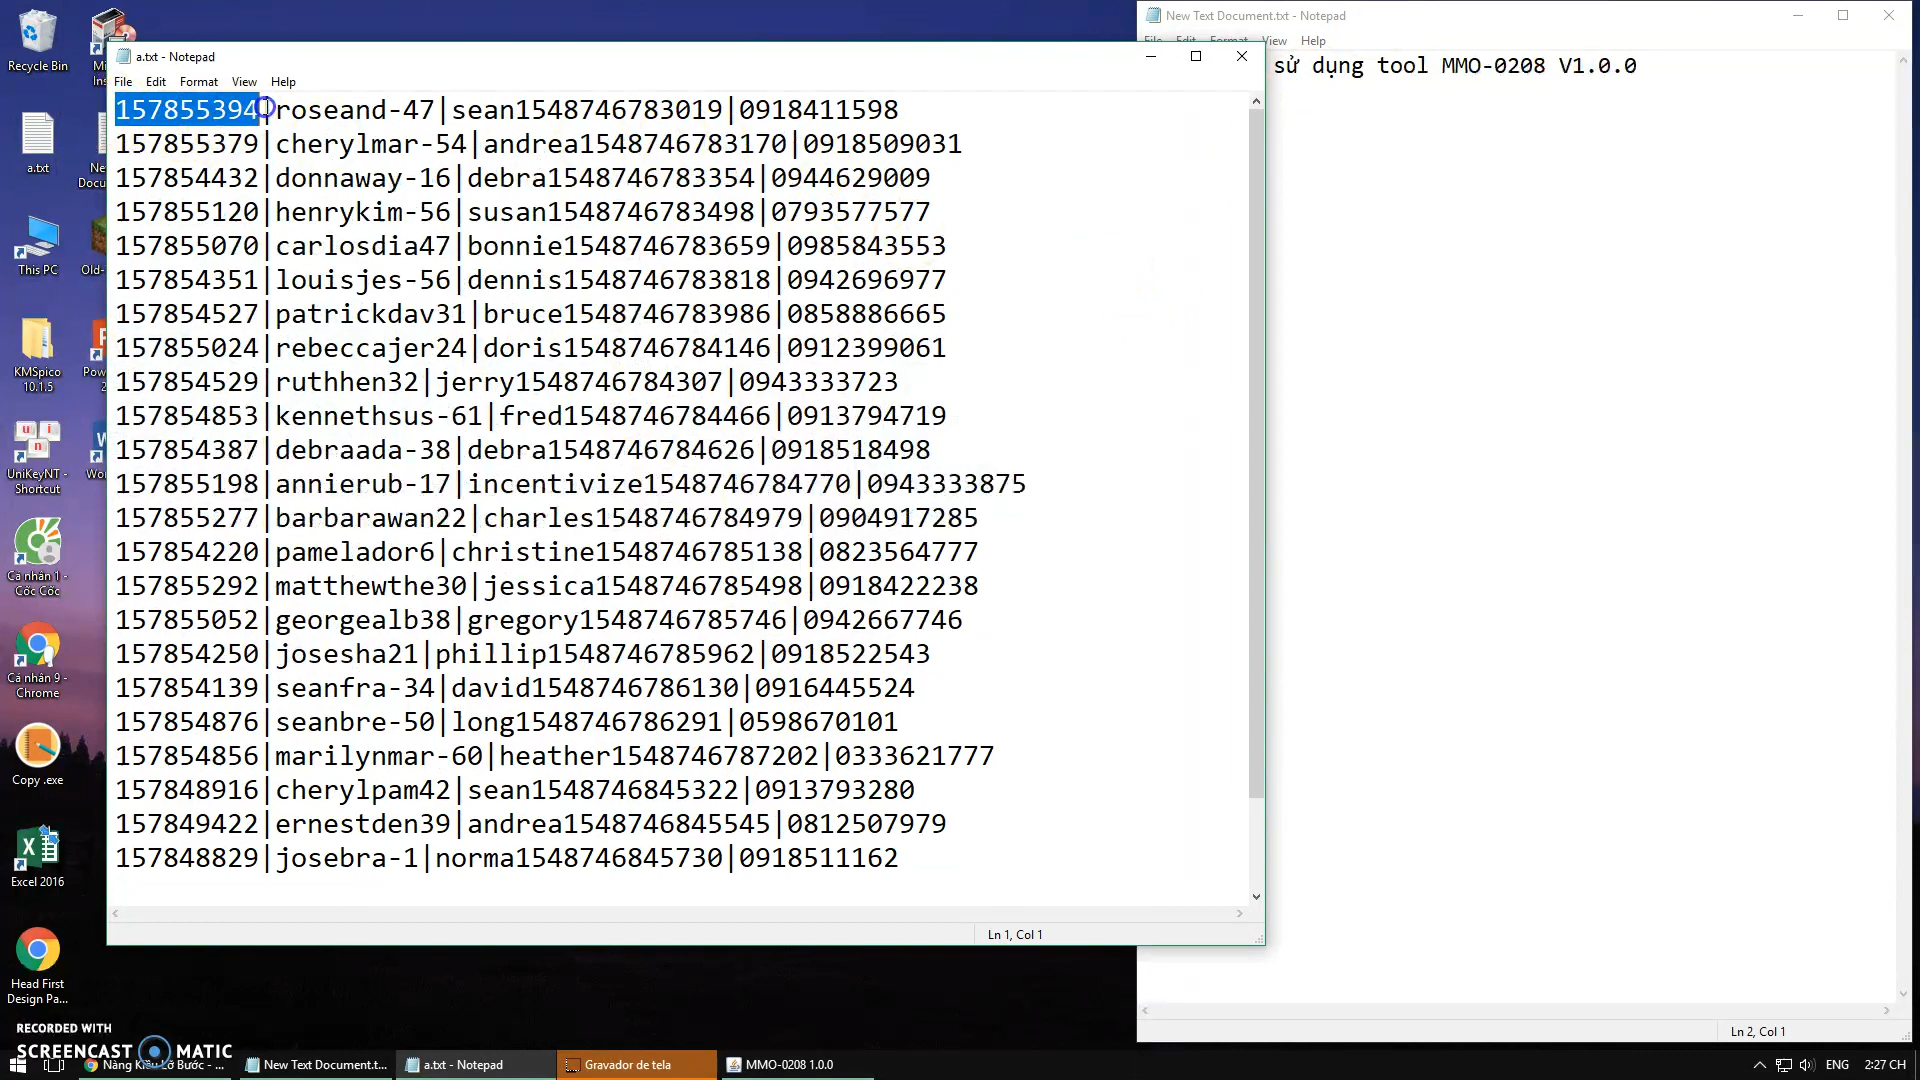 New Text Document.txt - Notepad
File Edit Format View Help
sử dụng tool MMO-0208 V1.0.0
Ln 2, Col 1
a.txt - Notepad
File Edit Format View Help
157855394|roseand-47|sean1548746783019|0918411598
157855379|cherylmar-54|andrea1548746783170|0918509031
157854432|donnaway-16|debra1548746783354|0944629009
157855120|henrykim-56|susan1548746783498|0793577577
157855070|carlosdia47|bonnie1548746783659|0985843553
157854351|louisjes-56|dennis1548746783818|0942696977
157854527|patrickdav31|bruce1548746783986|0858886665
157855024|rebeccajer24|doris1548746784146|0912399061
157854529|ruthhen32|jerry1548746784307|0943333723
157854853|kennethsus-61|fred1548746784466|0913794719
157854387|debraada-38|debra1548746784626|0918518498
157855198|annierub-17|incentivize1548746784770|0943333875
157855277|barbarawan22|charles1548746784979|0904917285
157854220|pamelador6|christine1548746785138|0823564777
157855292|matthewthe30|jessica1548746785498|0918422238
157855052|georgealb38|gregory1548746785746|0942667746
157854250|josesha21|phillip1548746785962|0918522543
157854139|seanfra-34|david1548746786130|0916445524
157854876|seanbre-50|long1548746786291|0598670101
157854856|marilynmar-60|heather1548746787202|0333621777
157848916|cherylpam42|sean1548746845322|0913793280
157849422|ernestden39|andrea1548746845545|0812507979
157848829|josebra-1|norma1548746845730|0918511162
Ln 1, Col 1
Recycle Bin
a.txt
This PC
KMSpico
10.1.5
UniKeyNT -
Shortcut
Cá nhân 1 -
Cốc Cốc
Cá nhân 9 -
Chrome
Copy .exe
Excel 2016
Head First
Design Pa...
RECORDED WITH
SCREENCAST MATIC
Nàng Kiều Lỡ Bước - ...
New Text Document.t...
a.txt - Notepad
Gravador de tela
MMO-0208 1.0.0
ENG
2:27 CH